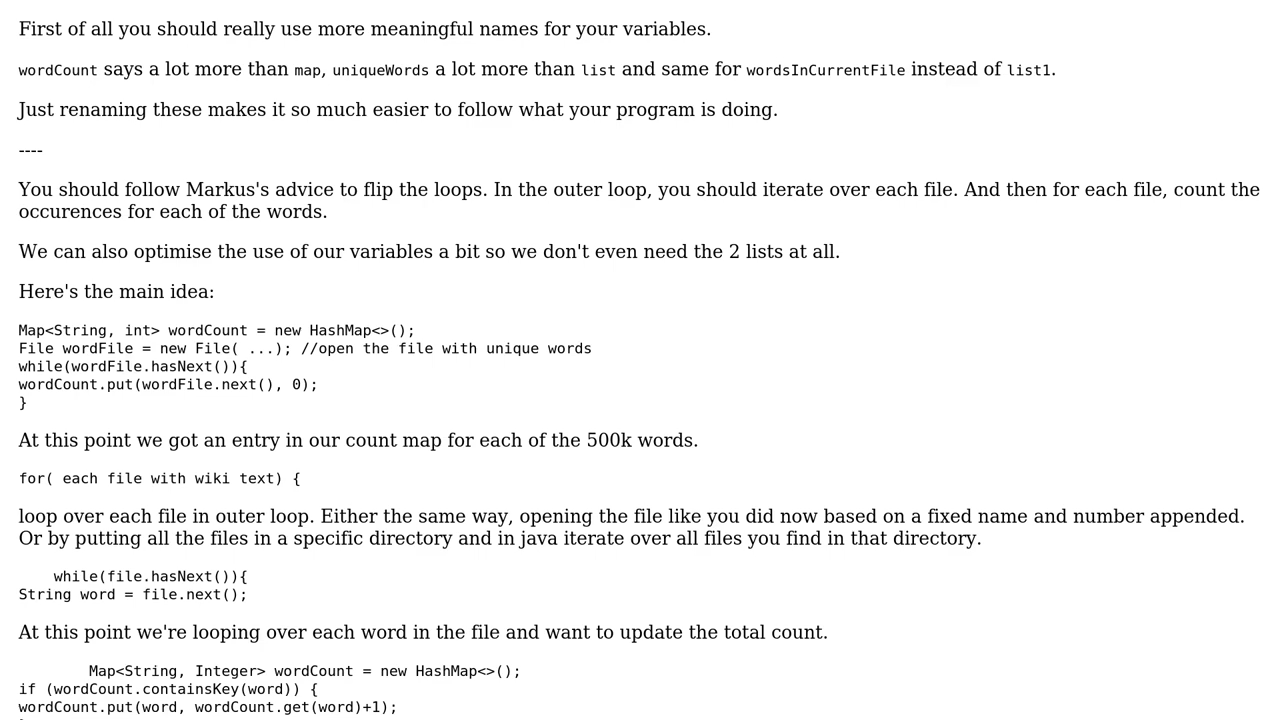 First of all you should really use more meaningful names for your variables.
wordCount says a lot more than map, uniqueWords a lot more than list and same for wordsInCurrentFile instead of list1.
Just renaming these makes it so much easier to follow what your program is doing.
----
You should follow Markus's advice to flip the loops. In the outer loop, you should iterate over each file. And then for each file, count the
occurences for each of the words.
We can also optimise the use of our variables a bit so we don't even need the 2 lists at all.
Here's the main idea:
Map<String, int> wordCount = new HashMap<>();
File wordFile = new File( ...); //open the file with unique words
while(wordFile.hasNext()){
wordCount.put(wordFile.next(), 0);
}
At this point we got an entry in our count map for each of the 500k words.
for( each file with wiki text) {
loop over each file in outer loop. Either the same way, opening the file like you did now based on a fixed name and number appended.
Or by putting all the files in a specific directory and in java iterate over all files you find in that directory.
    while(file.hasNext()){
String word = file.next();
At this point we're looping over each word in the file and want to update the total count.
        Map<String, Integer> wordCount = new HashMap<>();
if (wordCount.containsKey(word)) {
wordCount.put(word, wordCount.get(word)+1);